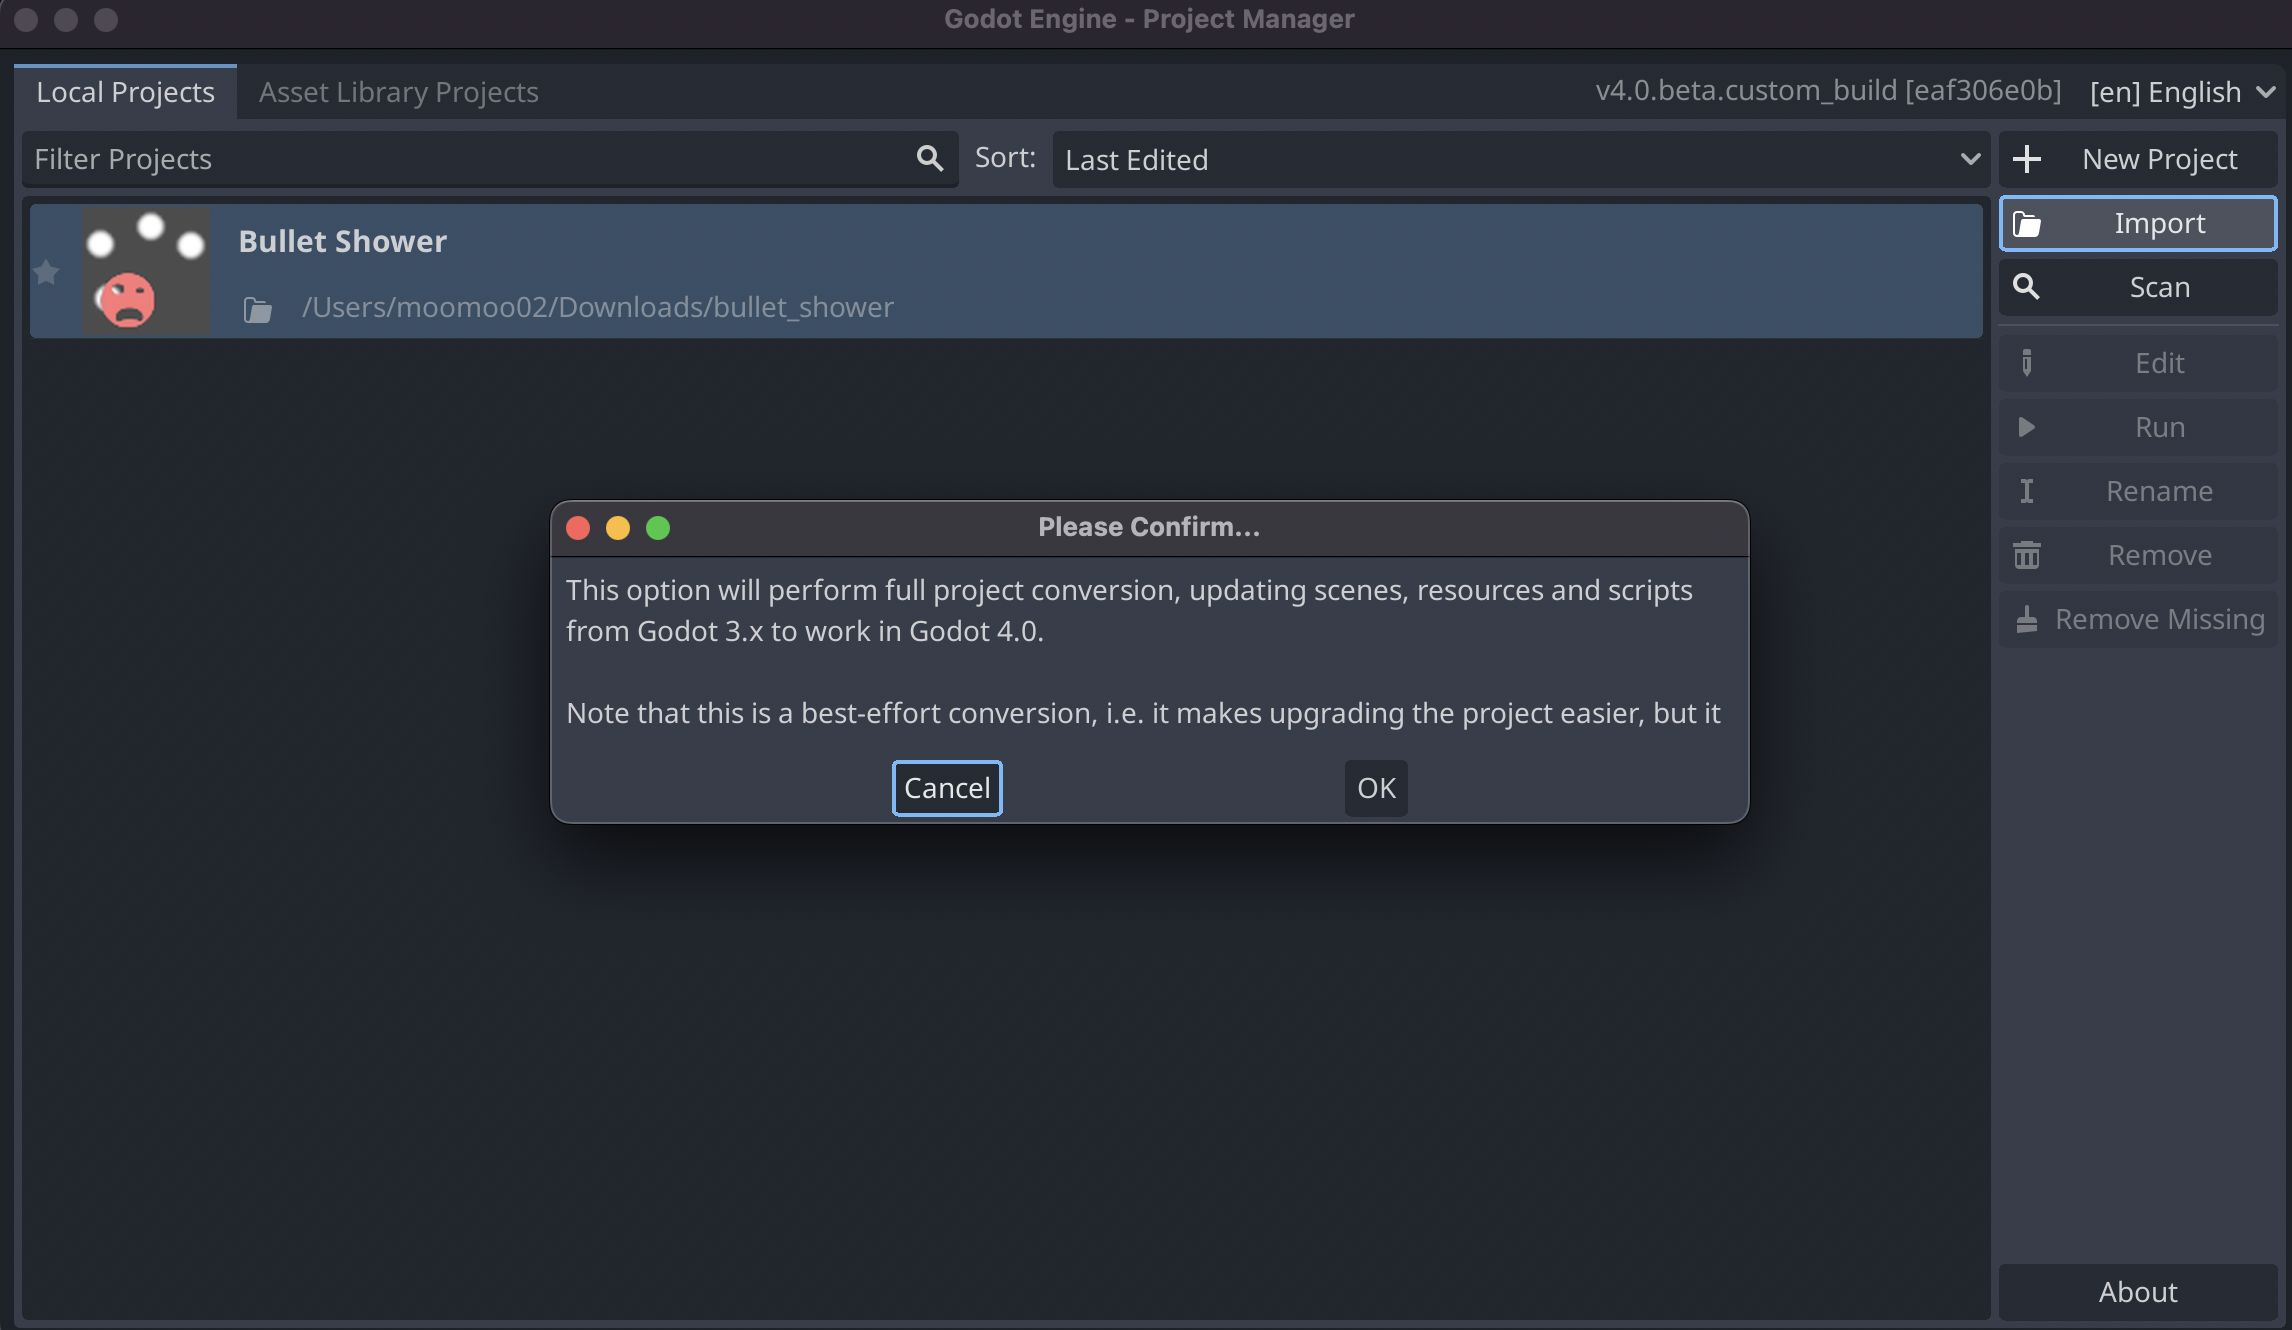 Godot Engine - Project Manager
Local Projects
Asset Library Projects
v4.0.beta.custom_build [eaf306e0b]
[en] English
Filter Projects
Sort:
Last Edited
New Project
Bullet Shower
/Users/moomoo02/Downloads/bullet_shower
Import
Scan
Edit
Run
Rename
Remove
Remove Missing
Please Confirm...
This option will perform full project conversion, updating scenes, resources and scripts
from Godot 3.x to work in Godot 4.0.
Note that this is a best-effort conversion, i.e. it makes upgrading the project easier, but it
Cancel
OK
About